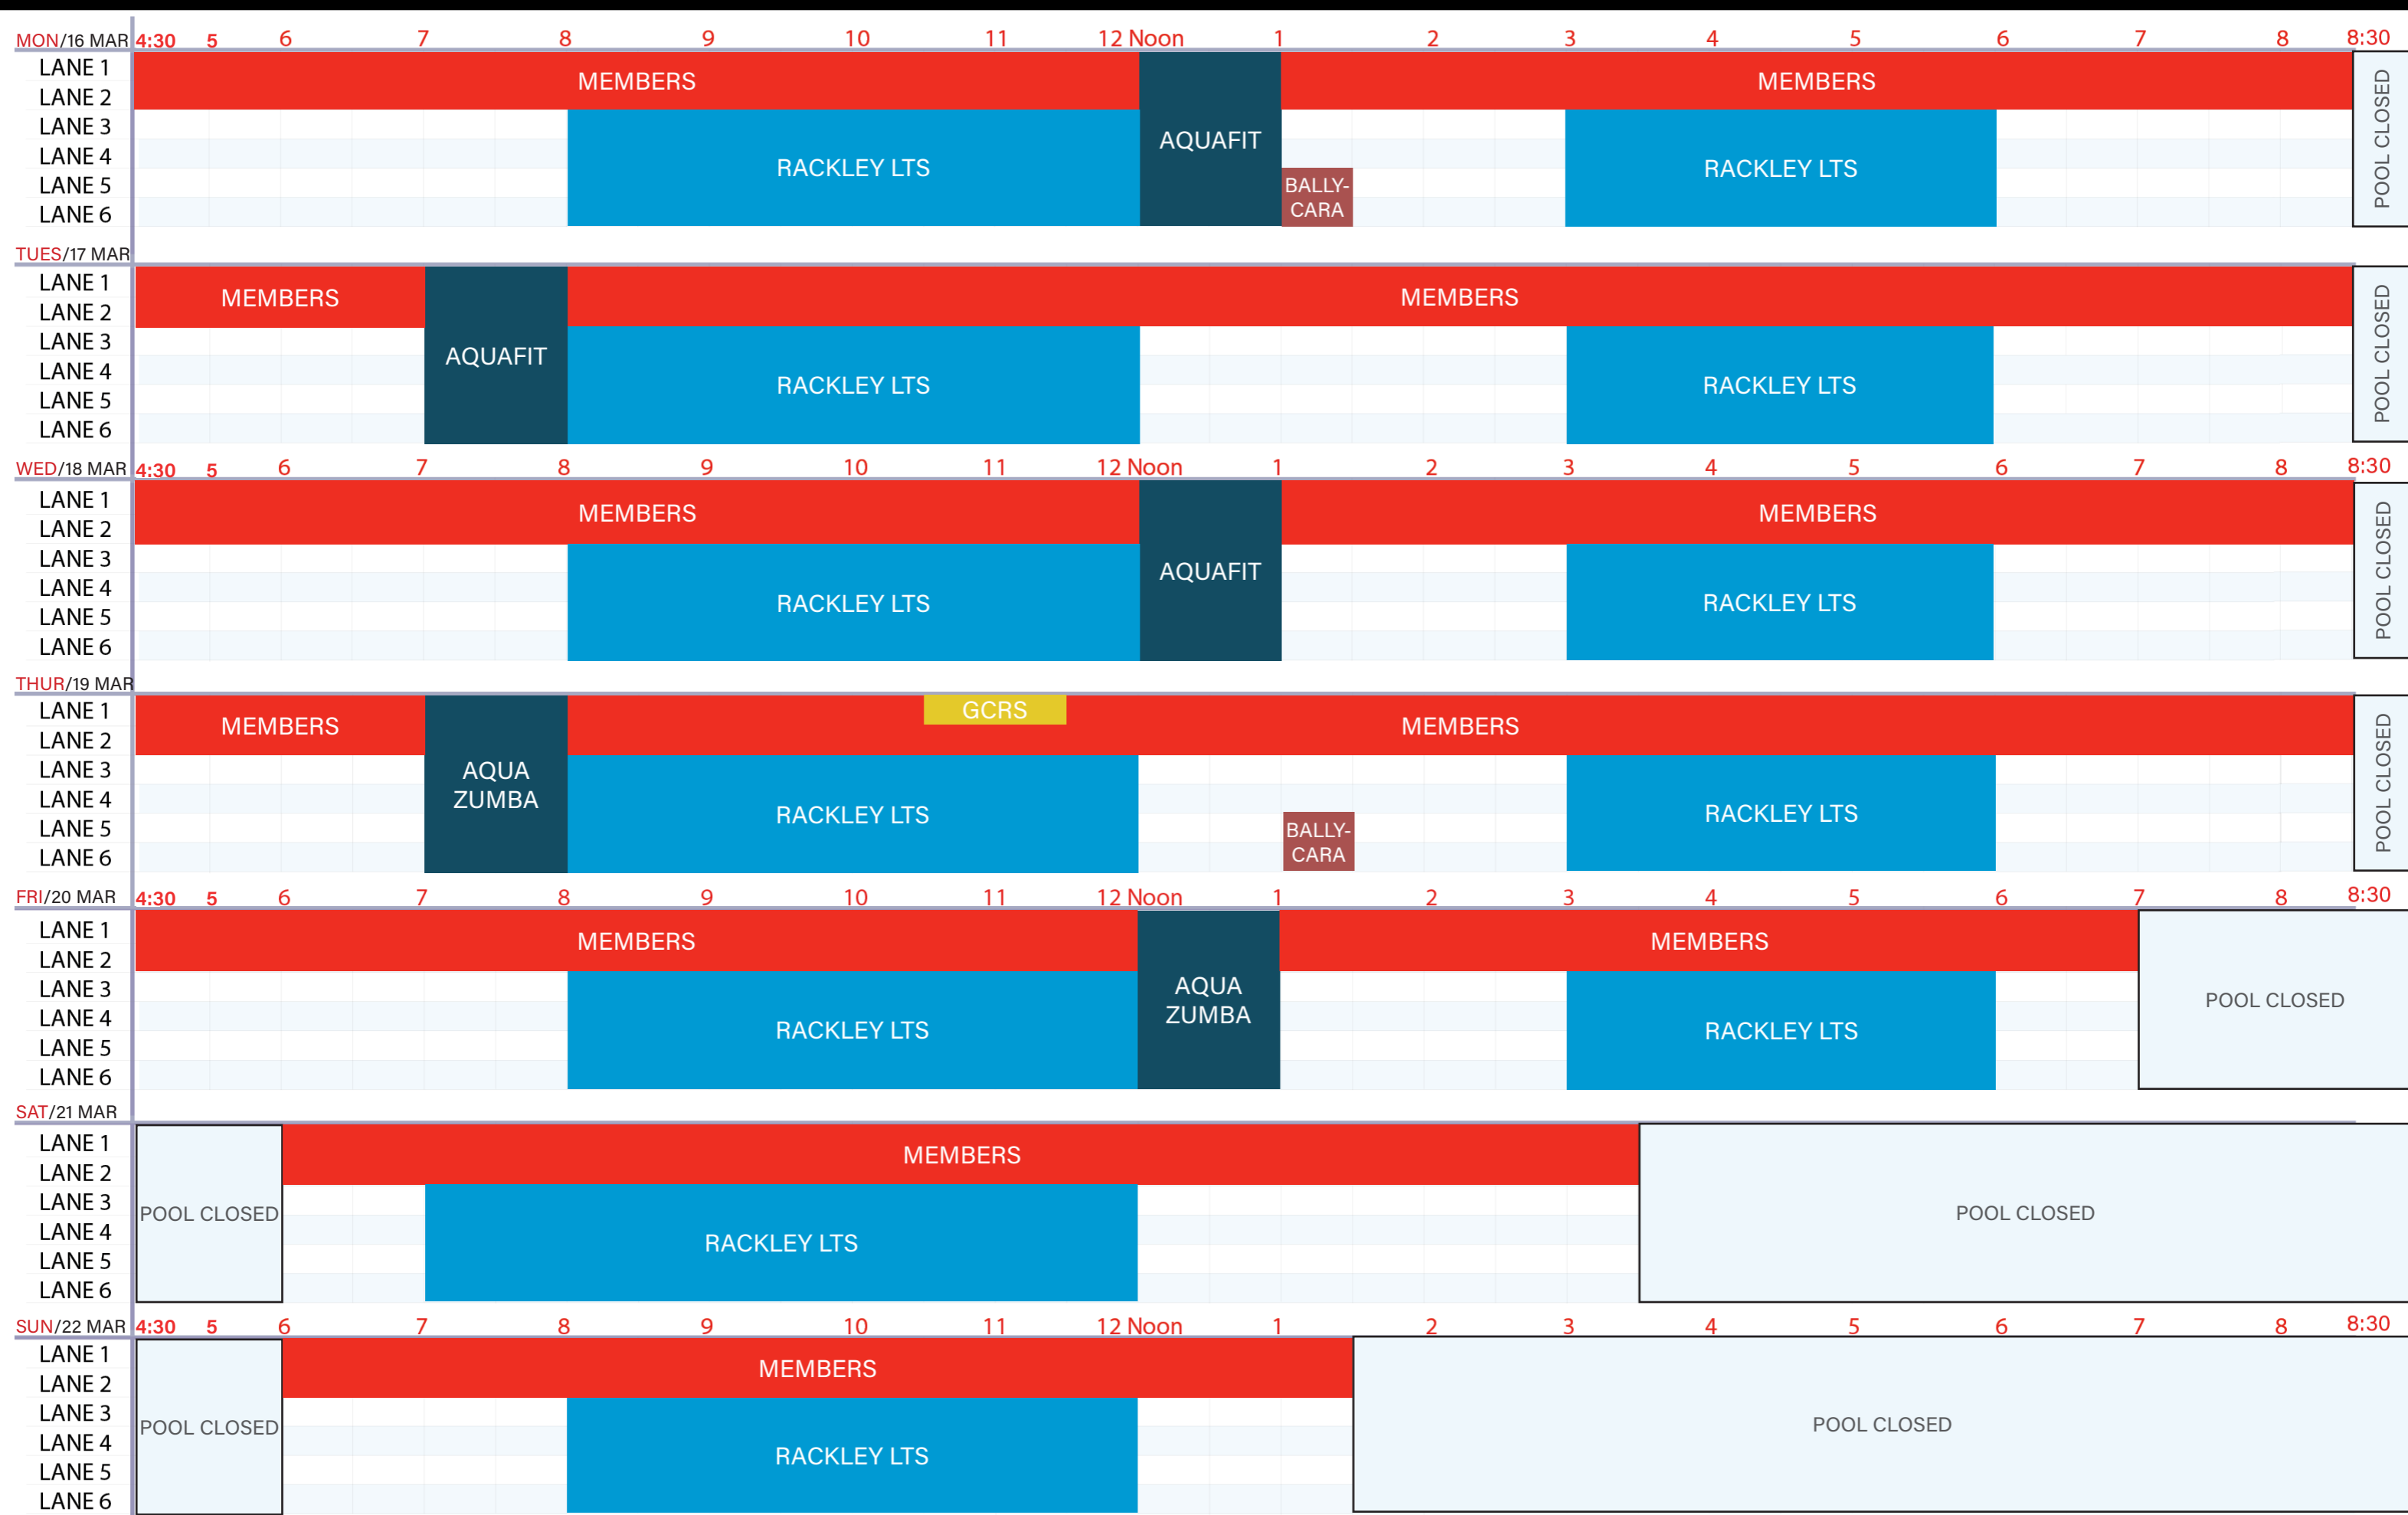 MON/16 MAR 4:30 5 6 7 8 9 10 11 12 Noon 1 2 3 4 5 6 7 8 8:30
LANE 1
LANE 2
LANE 3
LANE 4
LANE 5
LANE 6
MEMBERS
MEMBERS
RACKLEY LTS
AQUAFIT
BALLY-
CARA
RACKLEY LTS
POOL CLOSED
TUES/17 MAR
LANE 1
LANE 2
LANE 3
LANE 4
LANE 5
LANE 6
MEMBERS
AQUAFIT
MEMBERS
RACKLEY LTS
RACKLEY LTS
POOL CLOSED
WED/18 MAR 4:30 5 6 7 8 9 10 11 12 Noon 1 2 3 4 5 6 7 8 8:30
LANE 1
LANE 2
LANE 3
LANE 4
LANE 5
LANE 6
MEMBERS
MEMBERS
RACKLEY LTS
AQUAFIT
RACKLEY LTS
POOL CLOSED
THUR/19 MAR
LANE 1
LANE 2
LANE 3
LANE 4
LANE 5
LANE 6
MEMBERS
AQUA
ZUMBA
GCRS
MEMBERS
RACKLEY LTS
BALLY-
CARA
RACKLEY LTS
POOL CLOSED
FRI/20 MAR 4:30 5 6 7 8 9 10 11 12 Noon 1 2 3 4 5 6 7 8 8:30
LANE 1
LANE 2
LANE 3
LANE 4
LANE 5
LANE 6
MEMBERS
MEMBERS
RACKLEY LTS
AQUA
ZUMBA
RACKLEY LTS
POOL CLOSED
SAT/21 MAR
LANE 1
LANE 2
LANE 3
LANE 4
LANE 5
LANE 6
POOL CLOSED
MEMBERS
RACKLEY LTS
POOL CLOSED
SUN/22 MAR 4:30 5 6 7 8 9 10 11 12 Noon 1 2 3 4 5 6 7 8 8:30
LANE 1
LANE 2
LANE 3
LANE 4
LANE 5
LANE 6
POOL CLOSED
MEMBERS
RACKLEY LTS
POOL CLOSED